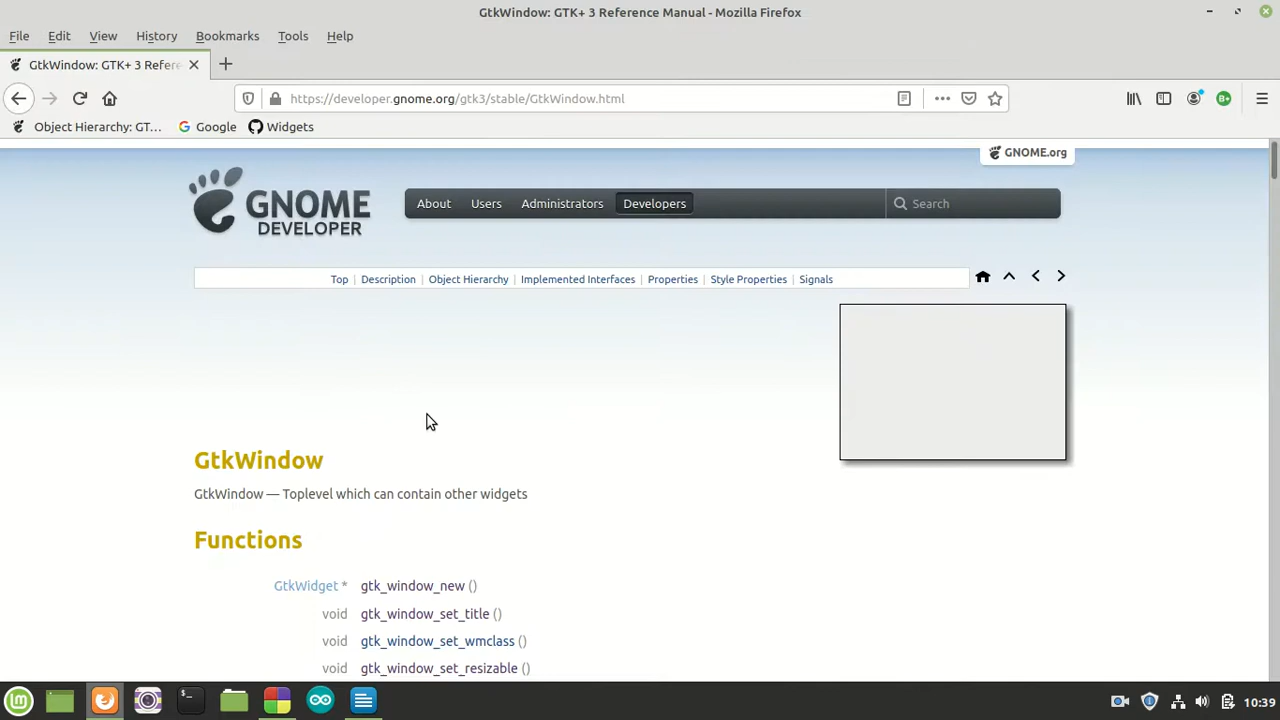 GtkWindow: GTK+ 3 Reference Manual - Mozilla Firefox
File Edit View History Bookmarks Tools Help
GtkWindow: GTK+ 3 Refere
https://developer.gnome.org/gtk3/stable/GtkWindow.html
Object Hierarchy: GT... Google Widgets
GNOME.org
GNOME
DEVELOPER
About Users Administrators Developers Search
Top | Description | Object Hierarchy | Implemented Interfaces | Properties | Style Properties | Signals
GtkWindow
GtkWindow — Toplevel which can contain other widgets
Functions
GtkWidget * gtk_window_new ()
void gtk_window_set_title ()
void gtk_window_set_wmclass ()
void gtk_window_set_resizable ()
10:39